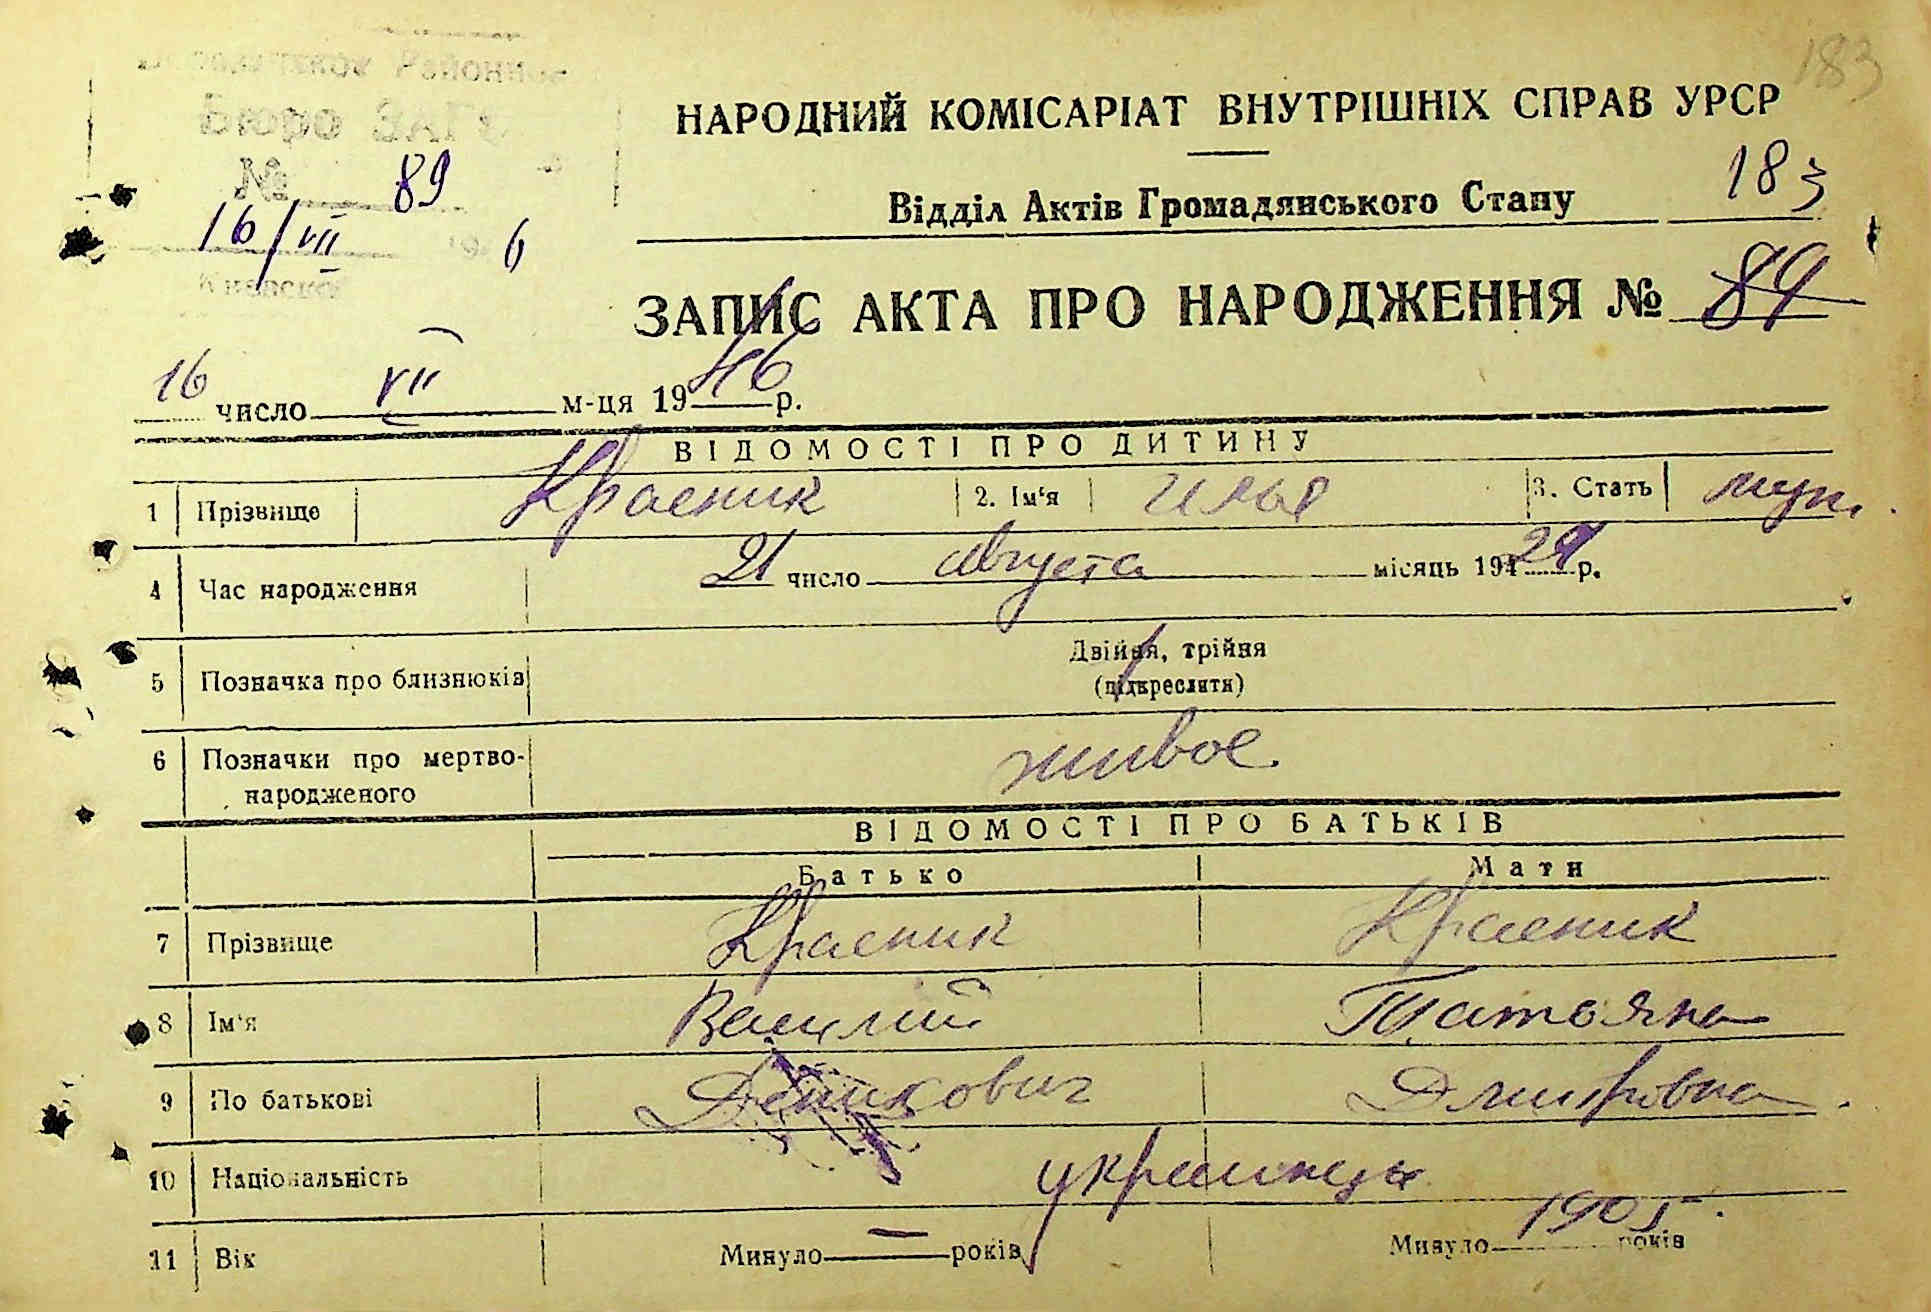 183
Районное
Бюро ЗАГС
№ 89
16/VII 6
Киевской
НАРОДНИЙ КОМІСАРІАТ ВНУТРІШНІХ СПРАВ УРСР
Відділ Актів Громадянського Стану 183
ЗАПИС АКТА ПРО НАРОДЖЕННЯ № 89
16 число VII м-ця 1946 р.
ВІДОМОСТІ ПРО ДИТИНУ
1 Прізвище Красник 2. Ім'я Илья 3. Стать муж.
4 Час народження 21 число августа місяць 1929 р.
5 Позначка про близнюків Двійня, трійня
(підкреслити)
6 Позначки про мертво-
народженого живое.
ВІДОМОСТІ ПРО БАТЬКІВ
Батько Мати
7 Прізвище Красник Красник
8 Ім'я Василий Татьяна
9 По батькові Дмитровна.
10 Національність украинцы
11 Вік Минуло — років Минуло 1905. років